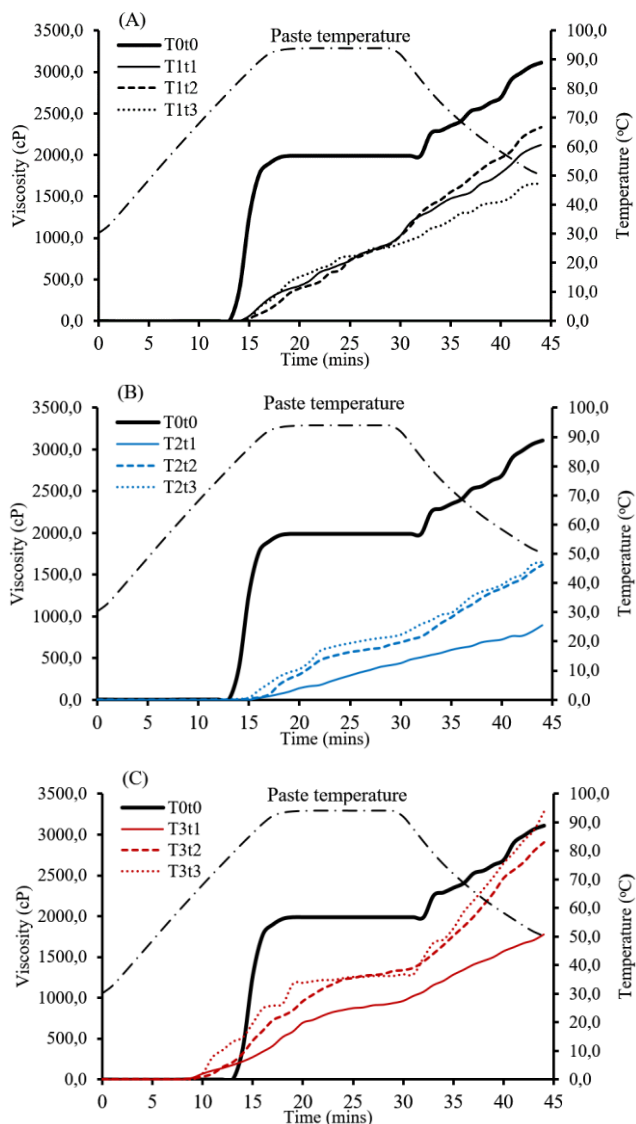 (A)
Paste temperature
T0t0
T1t1
T1t2
T1t3
Viscosity (cP)
3500,0
3000,0
2500,0
2000,0
1500,0
1000,0
500,0
0,0
100,0
90,0
80,0
70,0
60,0
50,0
40,0
30,0
20,0
10,0
0,0
Temperature (ºC)
0 5 10 15 20 25 30 35 40 45
Time (mins)
(B)
Paste temperature
T0t0
T2t1
T2t2
T2t3
Viscosity (cP)
3500,0
3000,0
2500,0
2000,0
1500,0
1000,0
500,0
0,0
100,0
90,0
80,0
70,0
60,0
50,0
40,0
30,0
20,0
10,0
0,0
Temperature (ºC)
0 5 10 15 20 25 30 35 40 45
Time (mins)
(C)
Paste temperature
T0t0
T3t1
T3t2
T3t3
Viscosity (cP)
3500,0
3000,0
2500,0
2000,0
1500,0
1000,0
500,0
0,0
100,0
90,0
80,0
70,0
60,0
50,0
40,0
30,0
20,0
10,0
0,0
Temperature (ºC)
0 5 10 15 20 25 30 35 40 45
Time (mins)